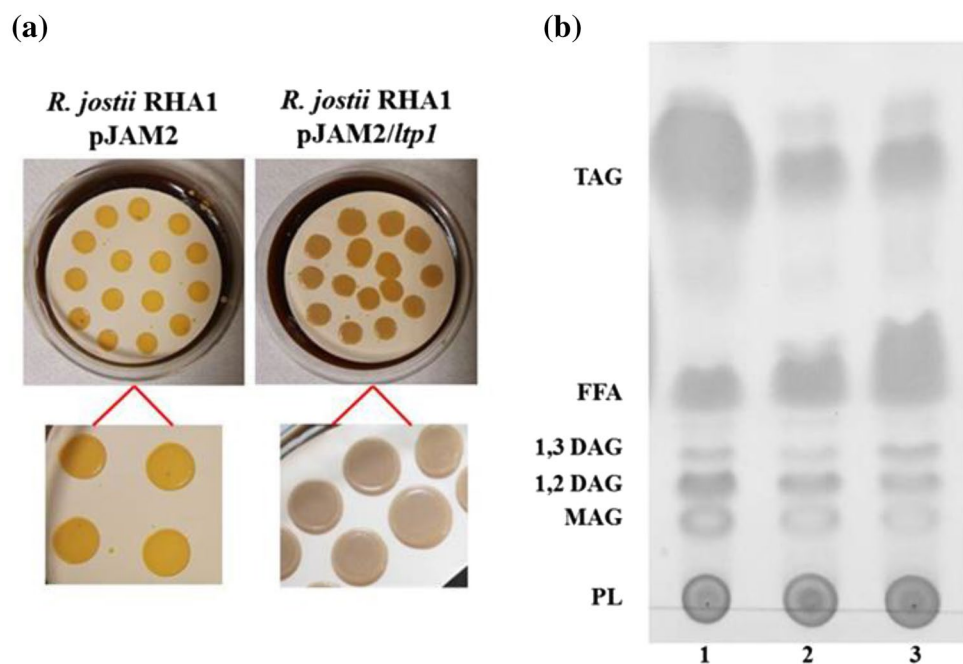 (a)
(b)
R. jostii RHA1
pJAM2
R. jostii RHA1
pJAM2/ltp1
TAG
FFA
1,3 DAG
1,2 DAG
MAG
PL
1
2
3